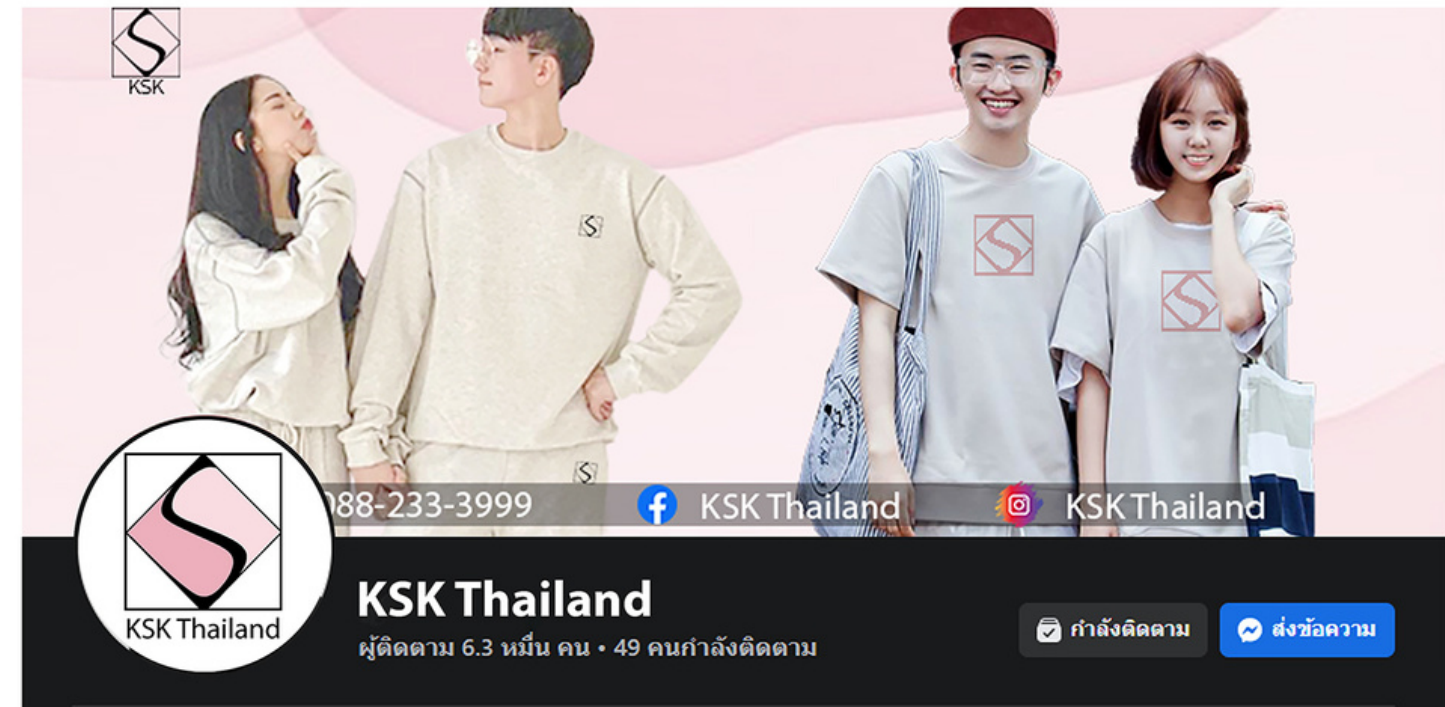 KSK
88-233-3999
KSK Thailand
KSK Thailand
KSK Thailand
KSK Thailand
ผู้ติดตาม 6.3 หมื่น คน • 49 คนกำลังติดตาม
กำลังติดตาม
ส่งข้อความ